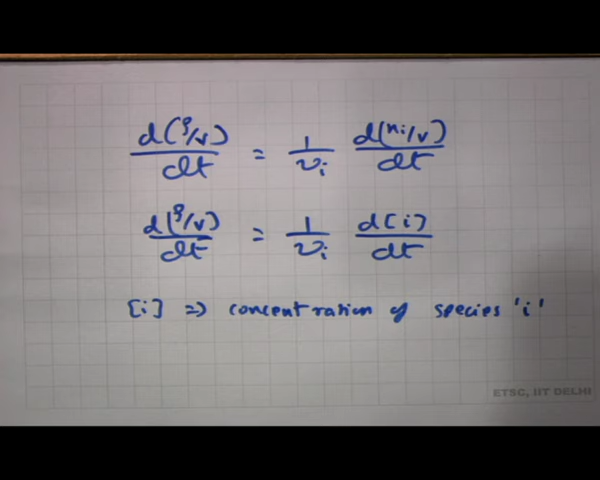 d(ξ/v)/dt = 1/νi d(ni/v)/dt
d(ξ/v)/dt = 1/νi d[i]/dt
[i] => concentration of species 'i'
ETSC, IIT DELHI